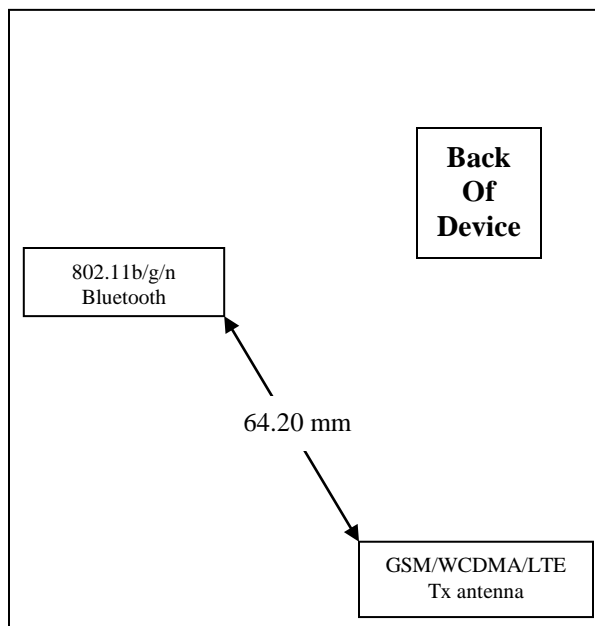 Back
Of
Device
802.11b/g/n
Bluetooth
64.20 mm
GSM/WCDMA/LTE
Tx antenna